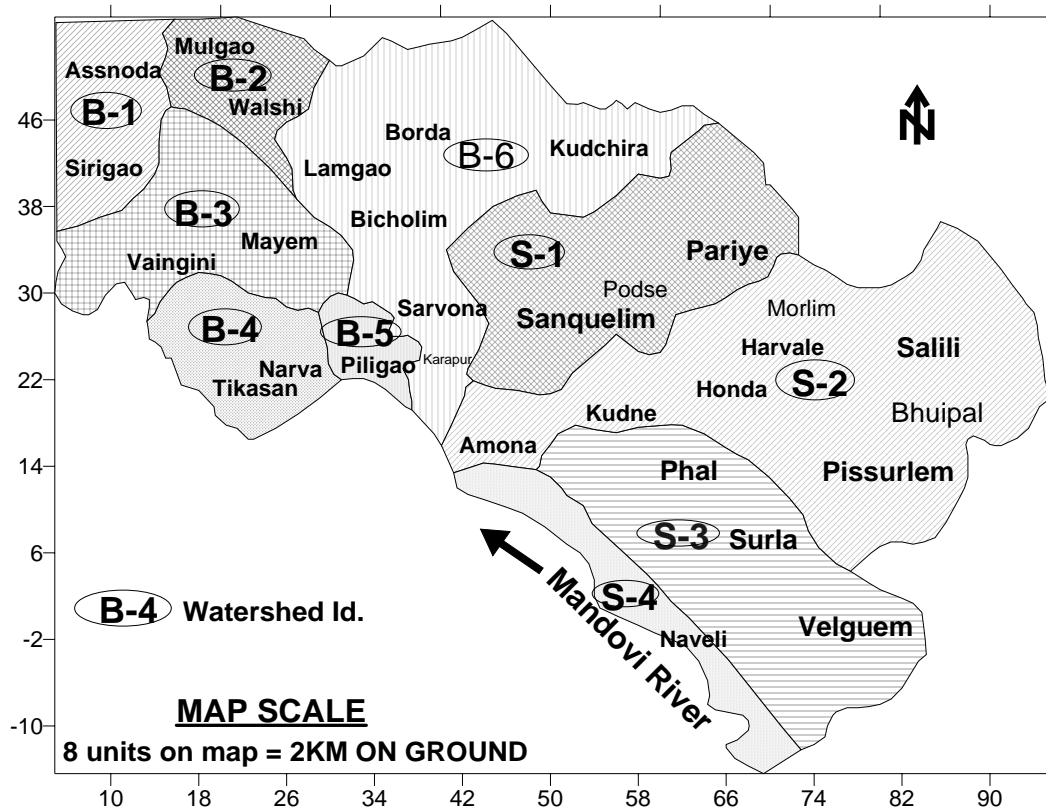 Mulgao
Assnoda
B-2
Walshi
B-1
46
Borda
Kudchira
N
B-6
Sirigao
Lamgao
38
B-3
Bicholim
Mayem
S-1
Pariye
Vaingini
30
Podse
Morlim
Sarvona
Sanquelim
B-4
B-5
Harvale
Salili
Karapur
Narva
Piligao
22
Tikasan
Honda
S-2
Kudne
Bhuipal
Amona
14
Phal
Pissurlem
S-3
Surla
6
B-4
Watershed Id.
S-4
Mandovi River
-2
Naveli
Velguem
MAP SCALE
-10
8 units on map = 2KM ON GROUND
10 18 26 34 42 50 58 66 74 82 90